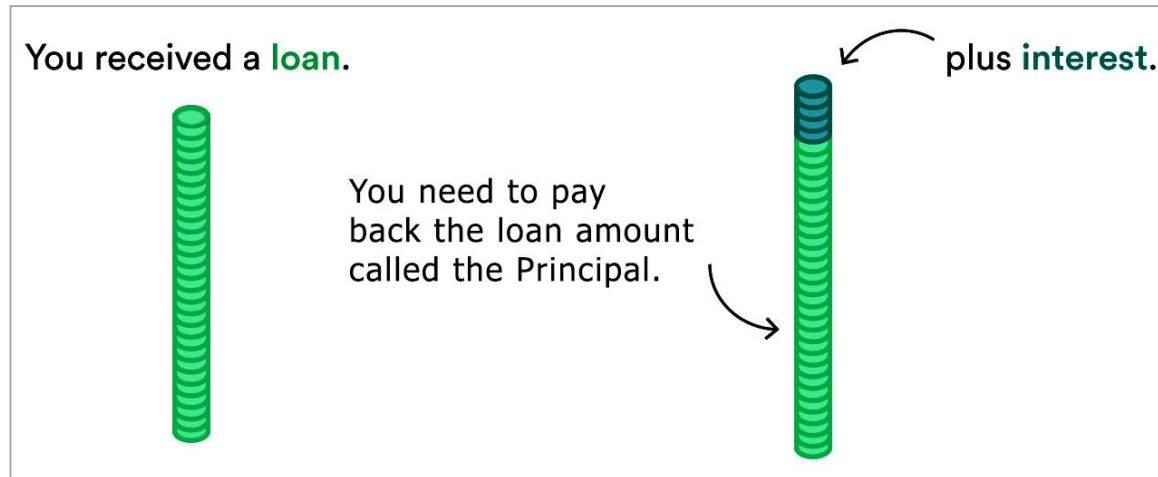 You received a loan.
plus interest.
You need to pay
back the loan amount
called the Principal.